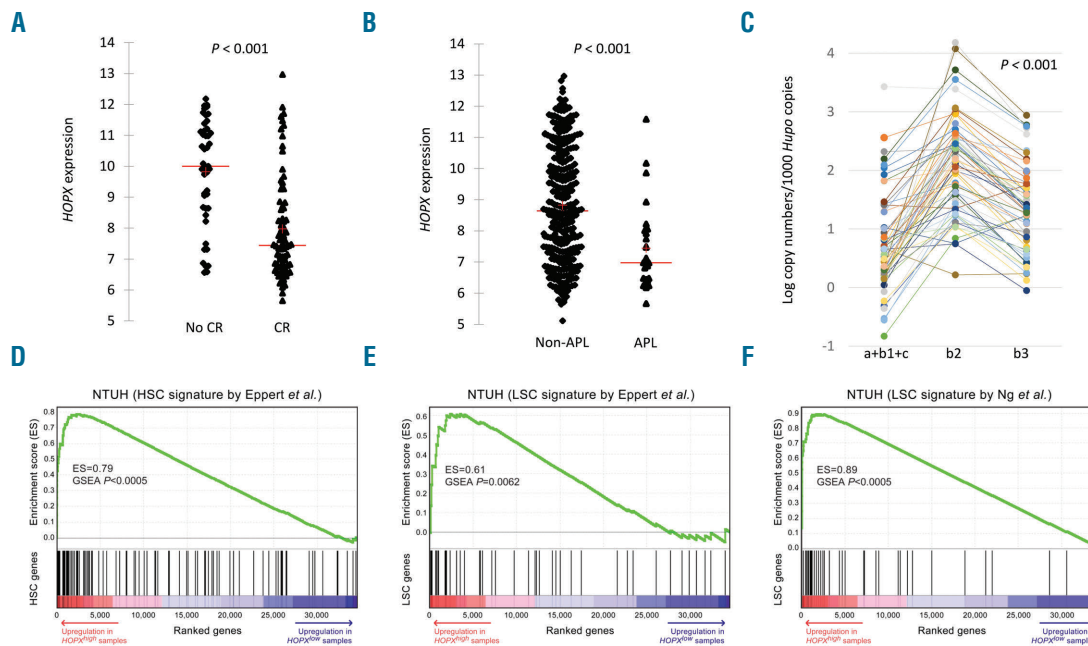 A
P < 0.001
HOPX expression
14
13
12
11
10
9
8
7
6
5
No CR
CR
B
P < 0.001
HOPX expression
14
13
12
11
10
9
8
7
6
5
Non-APL
APL
C
P < 0.001
Log copy numbers/1000 Hupo copies
4
3
2
1
0
-1
a+b1+c
b2
b3
D
NTUH (HSC signature by Eppert et al.)
Enrichment score (ES)
0.8
0.7
0.6
0.5
0.4
0.3
0.2
0.1
0.0
ES=0.79
GSEA P<0.0005
HSC genes
0
5,000
10,000
15,000
20,000
25,000
30,000
Upregulation in
HOPXhigh samples
Ranked genes
Upregulation in
HOPXlow samples
E
NTUH (LSC signature by Eppert et al.)
Enrichment score (ES)
0.6
0.5
0.4
0.3
0.2
0.1
0.0
ES=0.61
GSEA P=0.0062
LSC genes
0
5,000
10,000
15,000
20,000
25,000
30,000
Upregulation in
HOPXhigh samples
Ranked genes
Upregulation in
HOPXlow samples
F
NTUH (LSC signature by Ng et al.)
Enrichment score (ES)
0.9
0.8
0.7
0.6
0.5
0.4
0.3
0.2
0.1
0.0
ES=0.89
GSEA P<0.0005
LSC genes
0
5,000
10,000
15,000
20,000
25,000
30,000
Upregulation in
HOPXhigh samples
Ranked genes
Upregulation in
HOPXlow samples